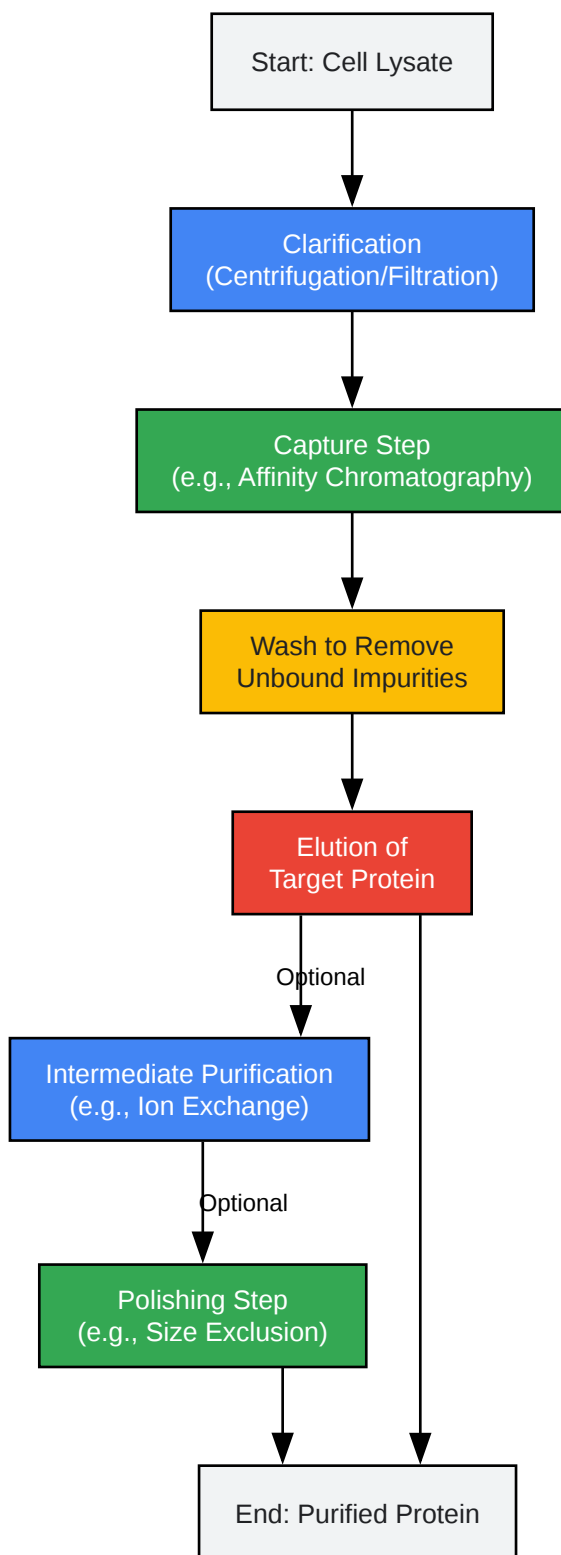 Start: Cell Lysate
Clarification
(Centrifugation/Filtration)
Capture Step
(e.g., Affinity Chromatography)
Wash to Remove
Unbound Impurities
Elution of
Target Protein
Optional
Intermediate Purification
(e.g., Ion Exchange)
Optional
Polishing Step
(e.g., Size Exclusion)
End: Purified Protein